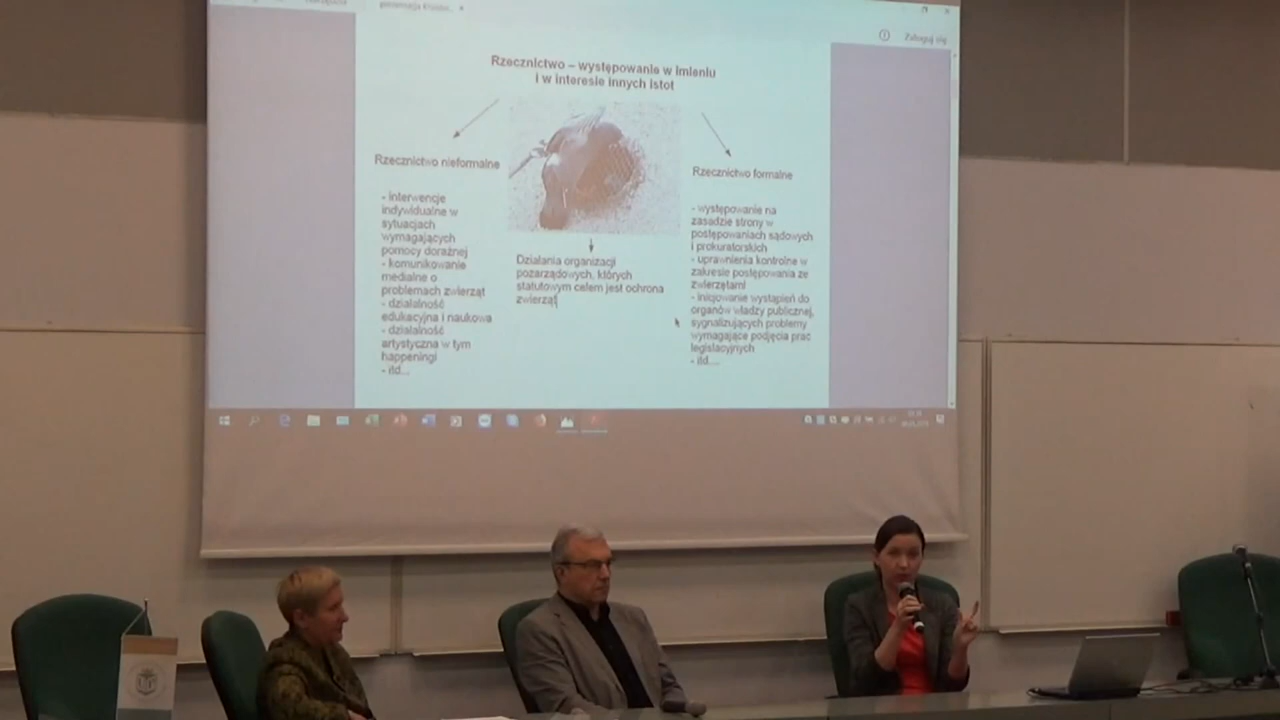 Zaloguj się
Rzecznictwo – występowanie w imieniu
i w interesie innych istot
Rzecznictwo nieformalne
- interwencje
indywidualne w
sytuacjach
wymagających
pomocy doraźnej
- komunikowanie
medialne o
problemach zwierząt
- działalność
edukacyjna i naukowa
- działalność
artystyczna w tym
happeningi
- itd...
Działania organizacji
pozarządowych, których
statutowym celem jest ochrona
zwierząt
Rzecznictwo formalne
- występowanie na
zasadzie strony w
postępowaniach sądowych
i prokuratorskich
- uprawnienia kontrolne w
zakresie postępowania ze
zwierzętami
- inicjowanie wystąpień do
organów władzy publicznej,
sygnalizujących problemy
wymagające podjęcia prac
legislacyjnych
- itd....